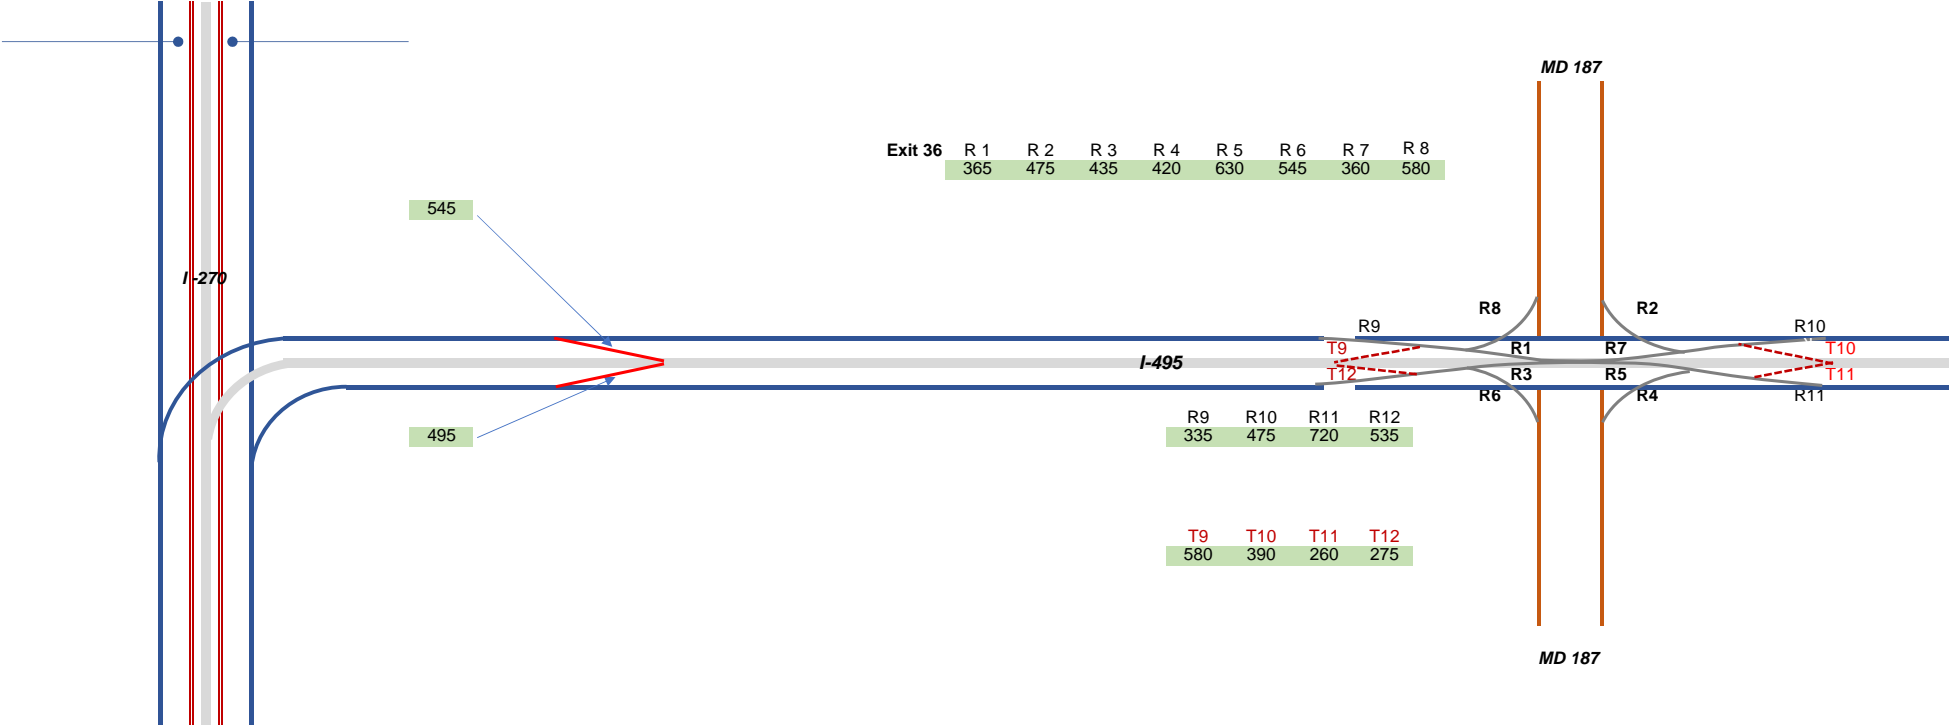 MD 187
Exit 36 R 1 R 2 R 3 R 4 R 5 R 6 R 7 R 8
365 475 435 420 630 545 360 580
545
I -270
R8 R2
R9 R10
T9 R1 R7 T10
I-495
T12 R3 R5 T11
R6 R4 R11
R9 R10 R11 R12
335 475 720 535
495
T9 T10 T11 T12
580 390 260 275
MD 187